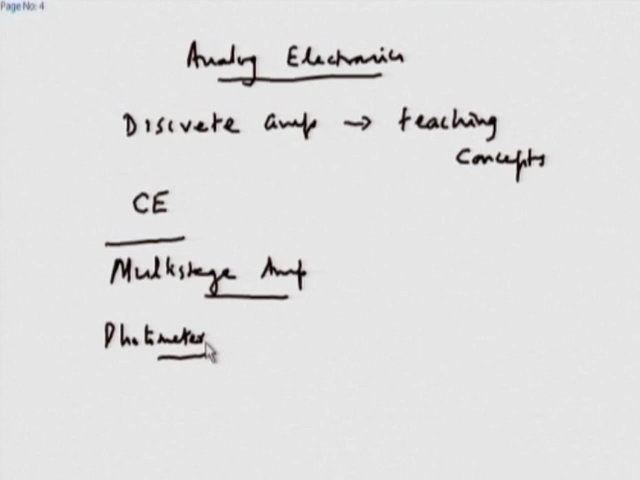 Page No: 4
Analog Electronics
Discrete amp → teaching
concepts
CE
Multistage Amp
Photometer